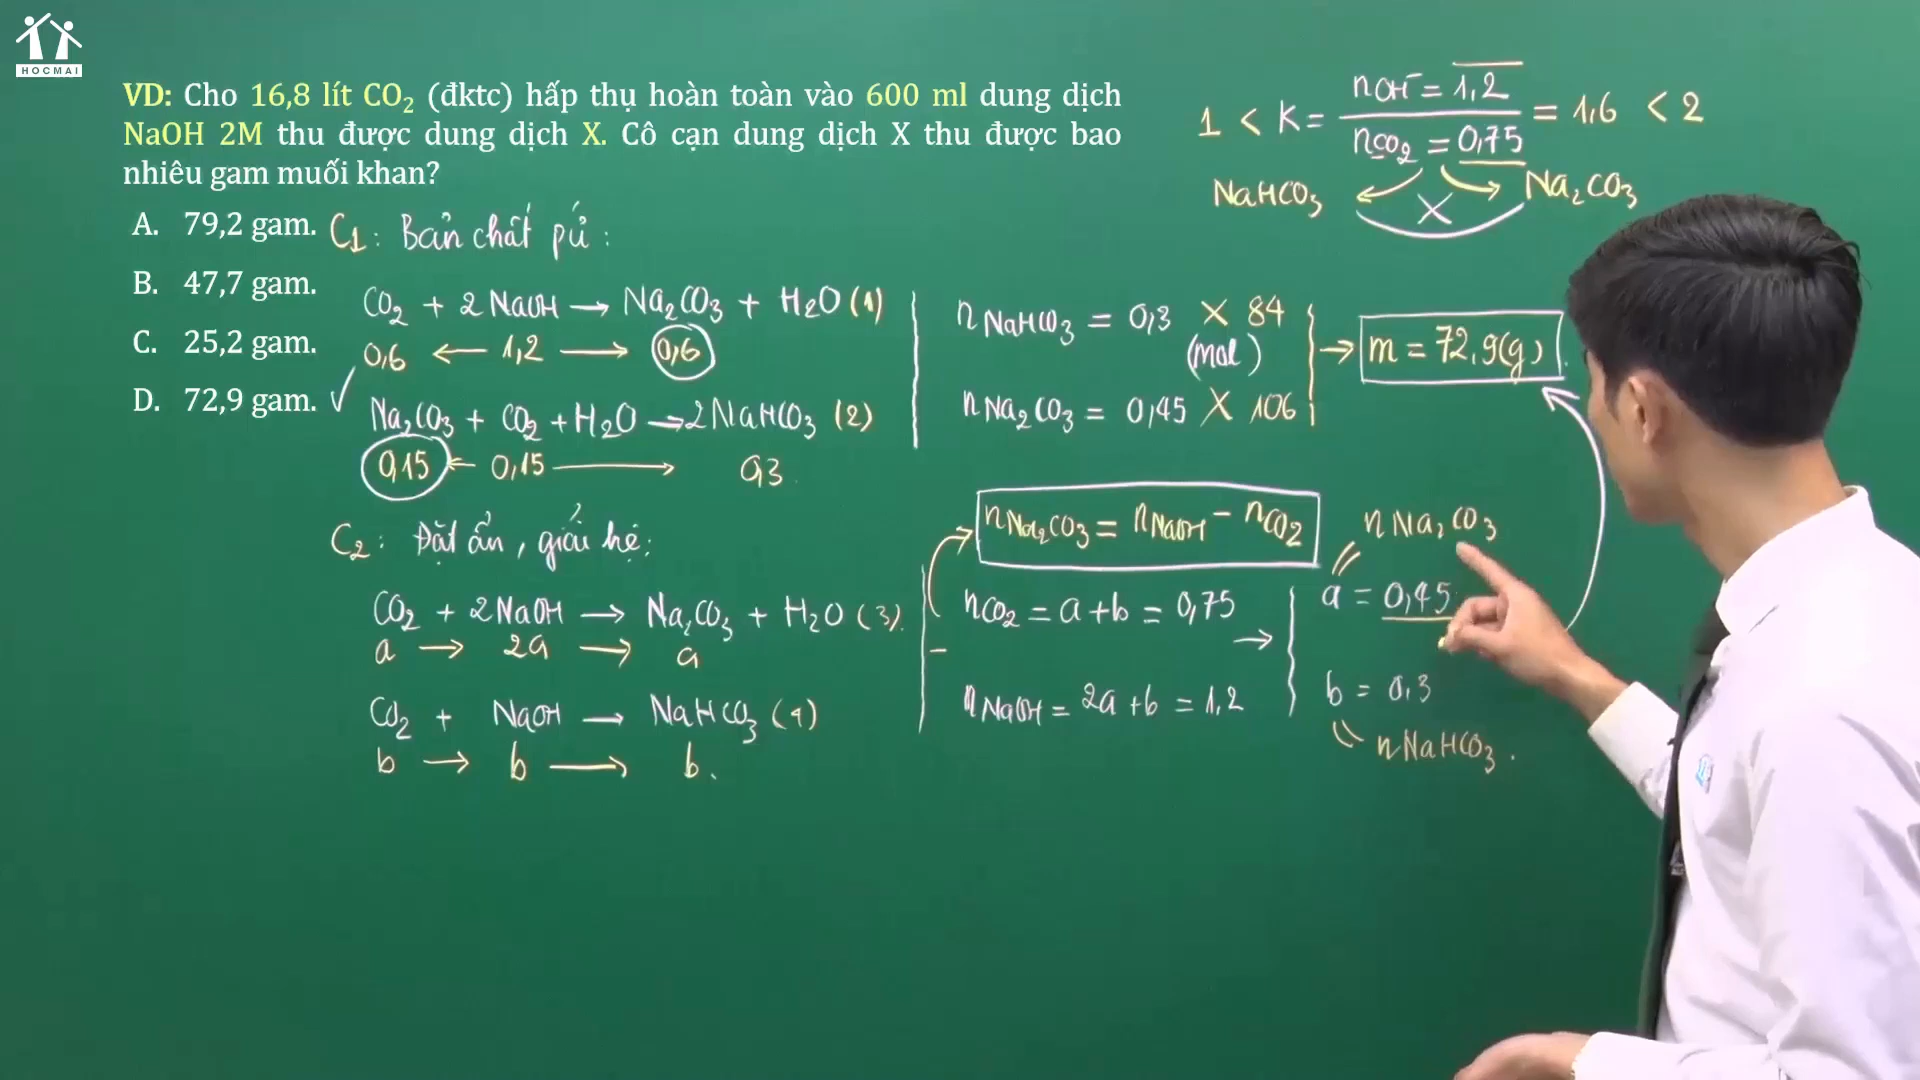 HOCMAI
VD: Cho 16,8 lít CO₂ (đktc) hấp thụ hoàn toàn vào 600 ml dung dịch
NaOH 2M thu được dung dịch X. Cô cạn dung dịch X thu được bao
nhiêu gam muối khan?
A. 79,2 gam.
B. 47,7 gam.
C. 25,2 gam.
D. 72,9 gam. ✓
1 < K = nOH⁻ = 1,2 / nCO₂ = 0,75 = 1,6 < 2
NaHCO₃ X Na₂CO₃
C1: Bản chất pứ:
CO₂ + 2NaOH → Na₂CO₃ + H₂O (1)
0,6 ← 1,2 → 0,6
Na₂CO₃ + CO₂ + H₂O → 2NaHCO₃ (2)
0,15 ← 0,15 → 0,3
nNaHCO₃ = 0,3 X 84
(mol)
nNa₂CO₃ = 0,45 X 106
→ m = 72,9(g)
C2: Đặt ẩn, giải hệ:
CO₂ + 2NaOH → Na₂CO₃ + H₂O (3)
a → 2a → a
CO₂ + NaOH → NaHCO₃ (4)
b → b → b.
nNa₂CO₃ = nNaOH - nCO₂
nCO₂ = a + b = 0,75
-
nNaOH = 2a + b = 1,2
→
nNa₂CO₃
a = 0,45
b = 0,3
nNaHCO₃.